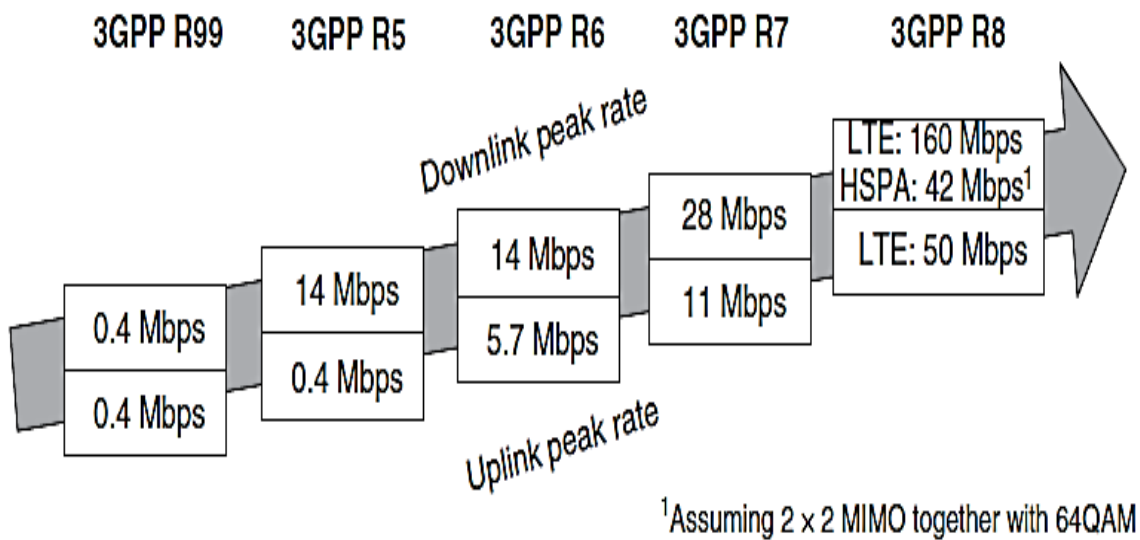 3GPP R99 3GPP R5 3GPP R6 3GPP R7 3GPP R8
Downlink peak rate
0.4 Mbps
0.4 Mbps
14 Mbps
0.4 Mbps
14 Mbps
5.7 Mbps
28 Mbps
11 Mbps
LTE: 160 Mbps
HSPA: 42 Mbps¹
LTE: 50 Mbps
Uplink peak rate
¹Assuming 2 x 2 MIMO together with 64QAM